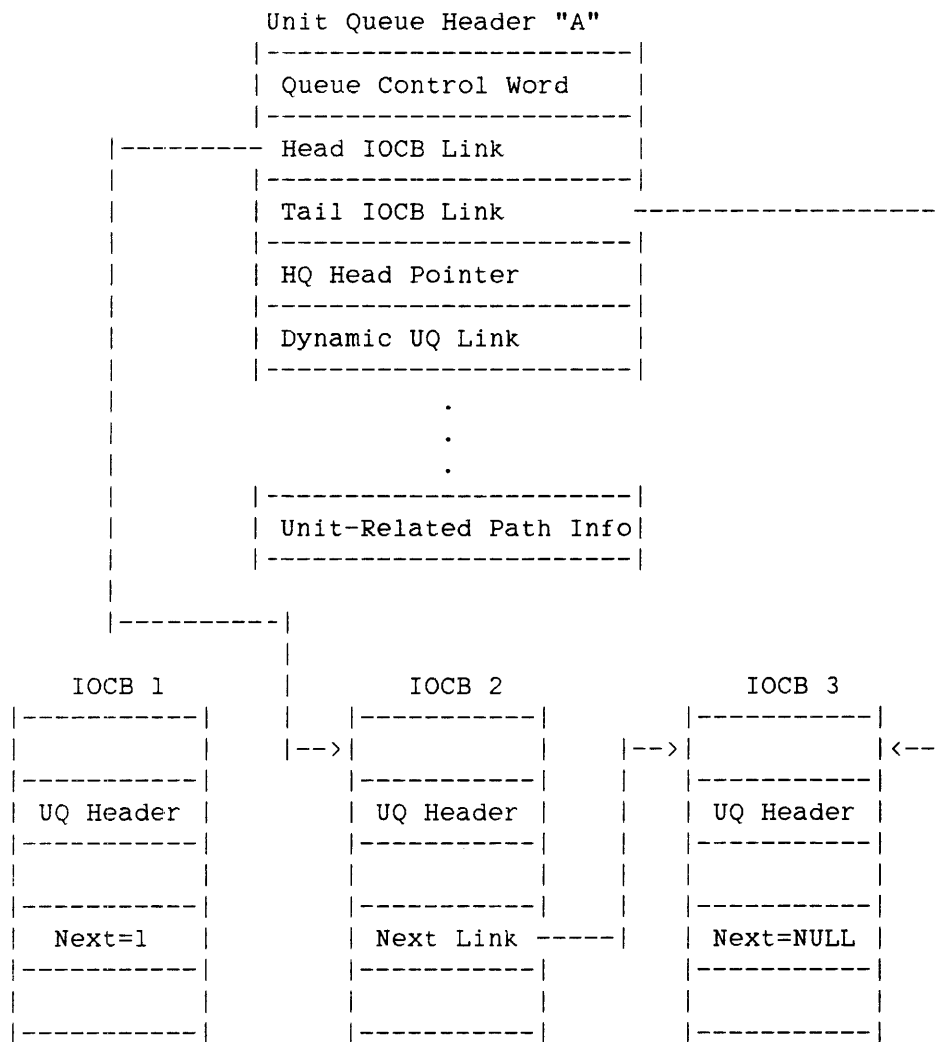 Unit Queue Header "A"
Queue Control Word
Head IOCB Link
Tail IOCB Link
HQ Head Pointer
Dynamic UQ Link
.
.
.
Unit-Related Path Info
IOCB 1 IOCB 2 IOCB 3
UQ Header UQ Header UQ Header
Next=1 Next Link Next=NULL